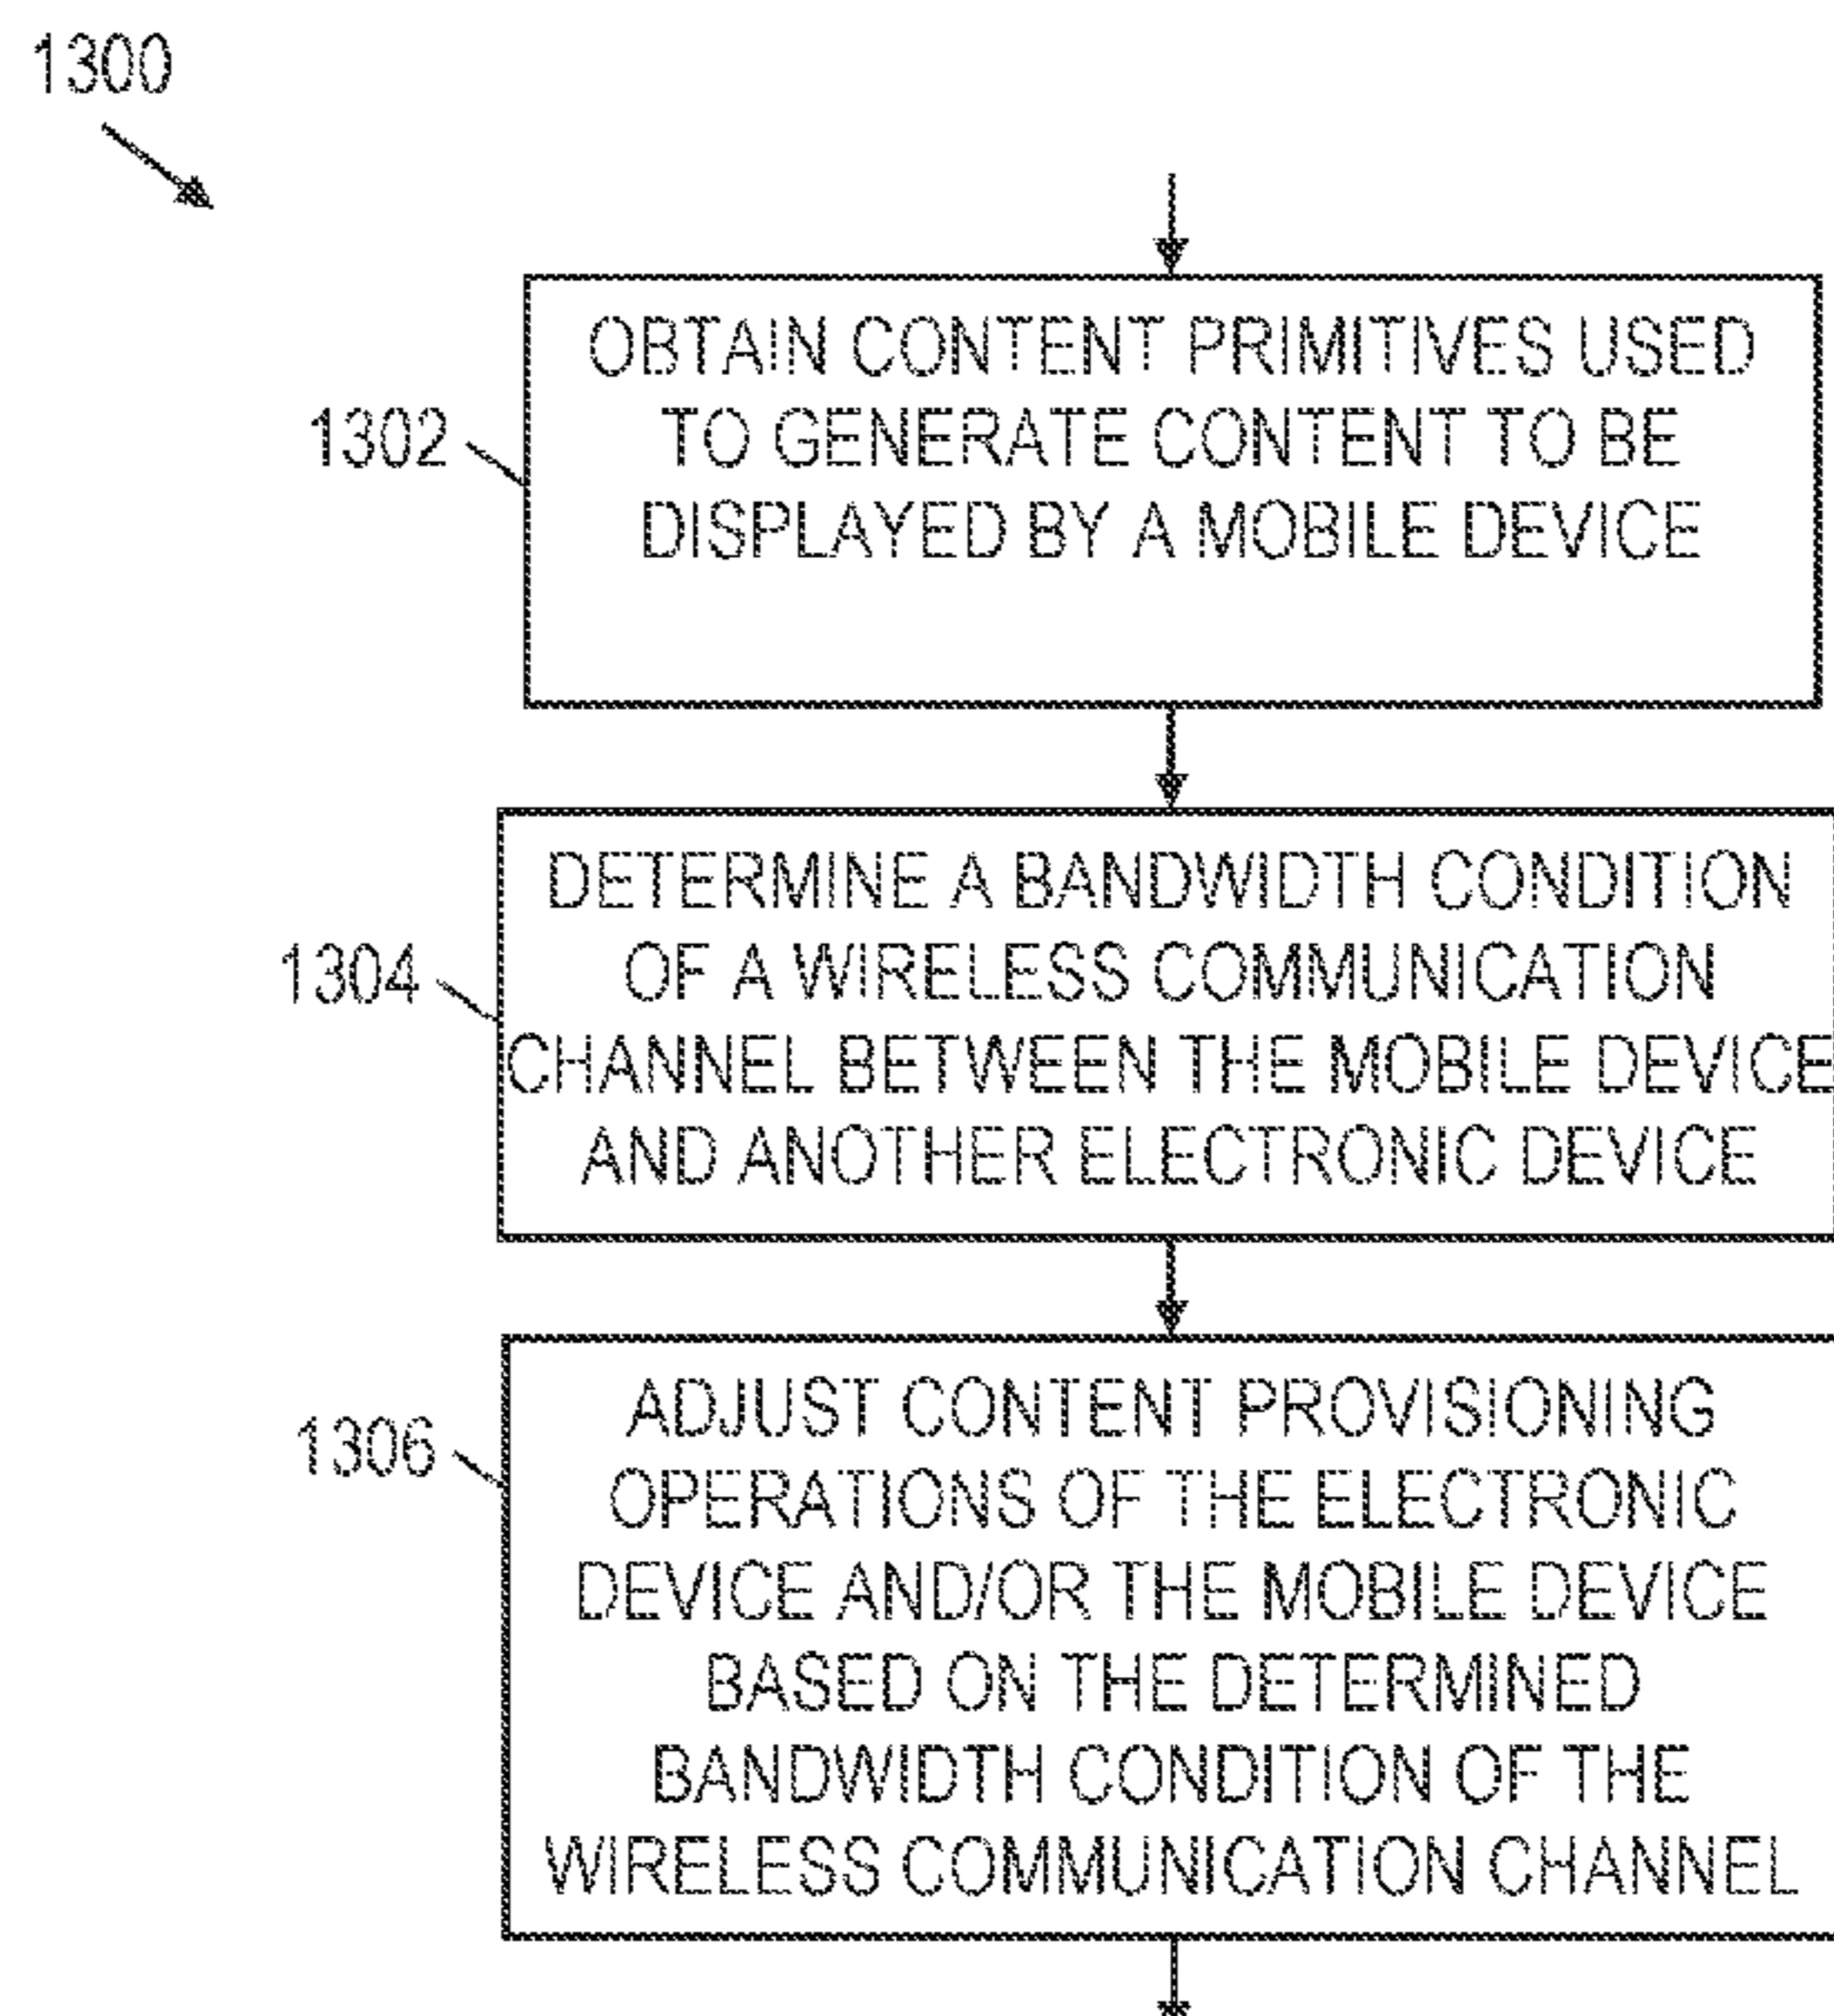 1300
OBTAIN CONTENT PRIMITIVES USED
TO GENERATE CONTENT TO BE
1302
DISPLAYED BY A MOBILE DEVICE
DETERMINE A BANDWIDTH CONDITION
OF A WIRELESS COMMUNICATION
1304
CHANNEL BETWEEN THE MOBILE DEVICE
AND ANOTHER ELECTRONIC DEVICE
ADJUST CONTENT PROVISIONING
1306
OPERATIONS OF THE ELECTRONIC
DEVICE AND/OR THE MOBILE DEVICE
BASED ON THE DETERMINED
BANDWIDTH CONDITION OF THE
WIRELESS COMMUNICATION CHANNEL